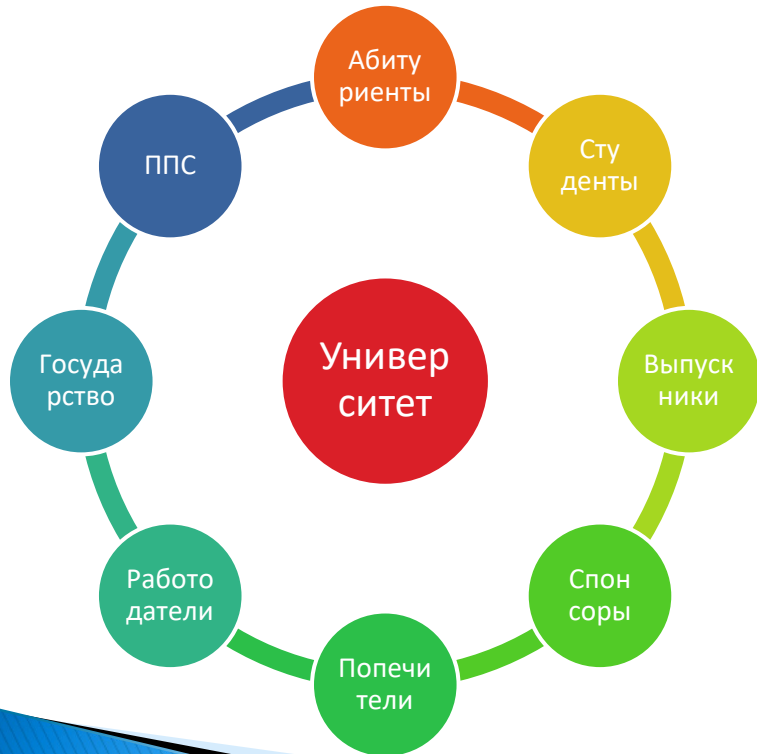 Абиту
риенты
Сту
денты
Выпуск
ники
Спон
соры
Попечи
тели
Работо
датели
Госуда
рство
ППС
Универ
ситет